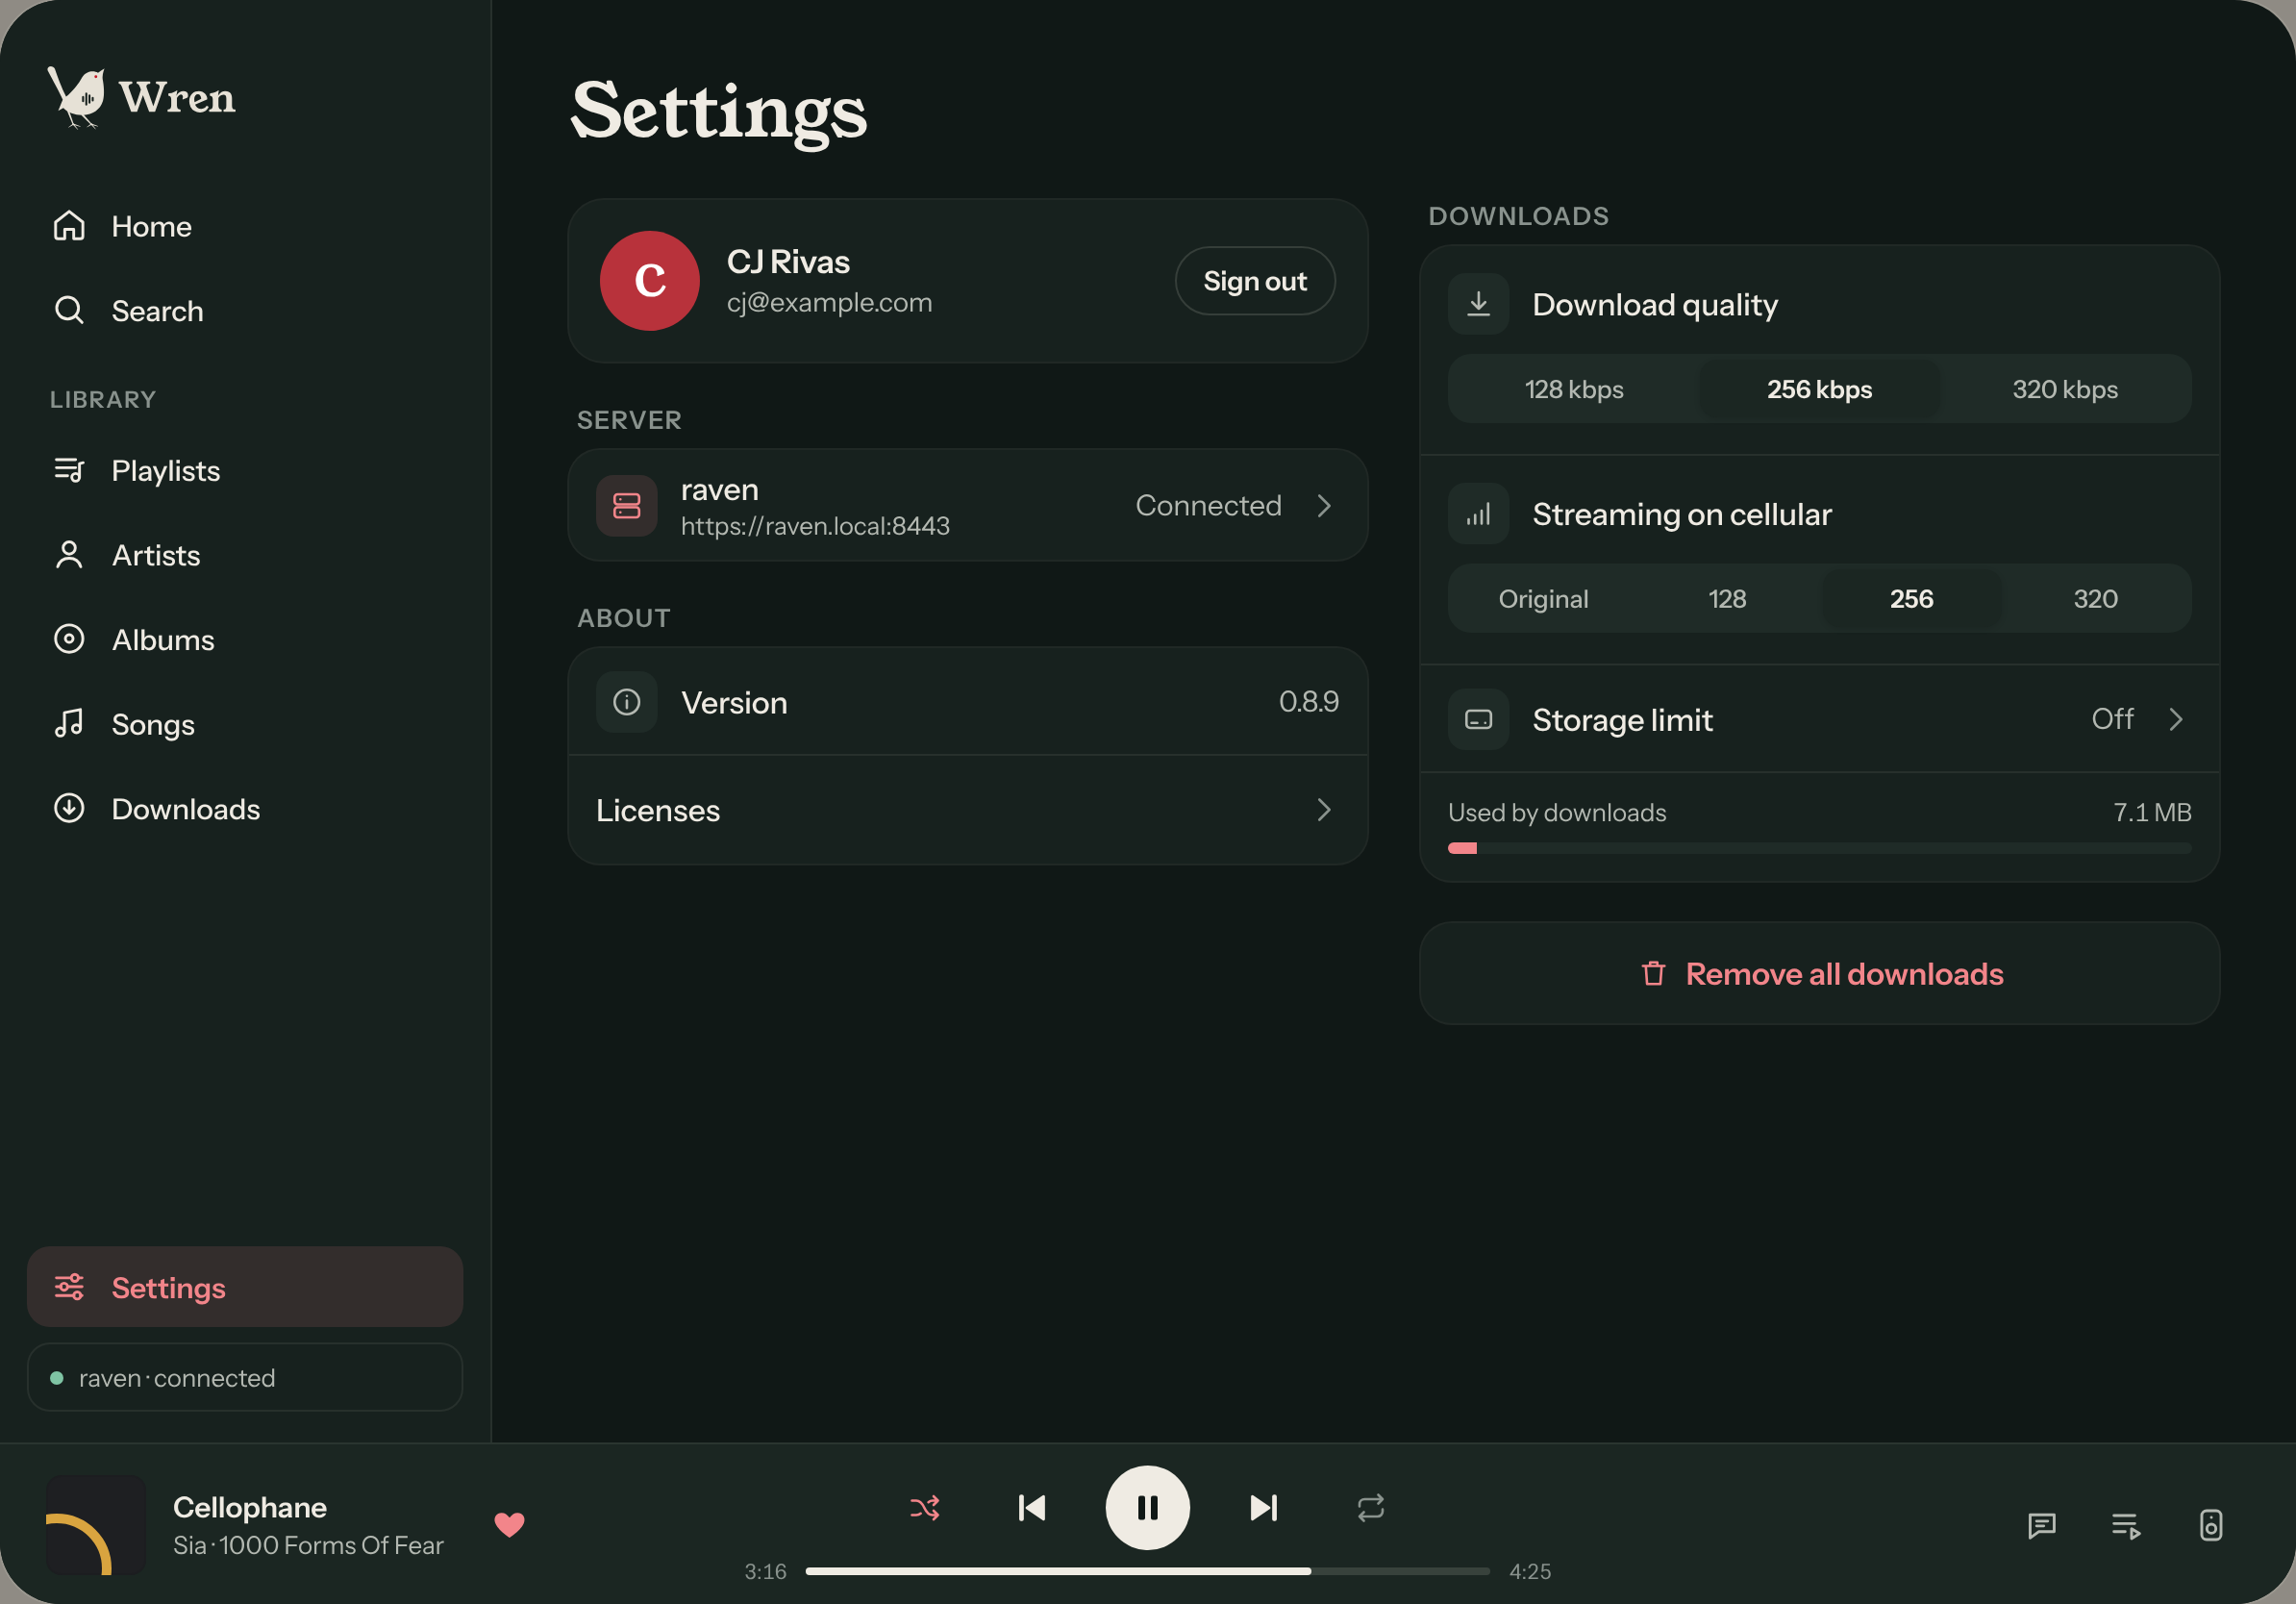 Wren
Home
Search
LIBRARY
Playlists
Artists
Albums
Songs
Downloads
Settings
raven · connected
Settings
C
CJ Rivas
cj@example.com
Sign out
SERVER
raven
https://raven.local:8443
Connected
ABOUT
Version
0.8.9
Licenses
DOWNLOADS
Download quality
128 kbps
256 kbps
320 kbps
Streaming on cellular
Original
128
256
320
Storage limit
Off
Used by downloads
7.1 MB
Remove all downloads
Cellophane
Sia · 1000 Forms Of Fear
3:16
4:25